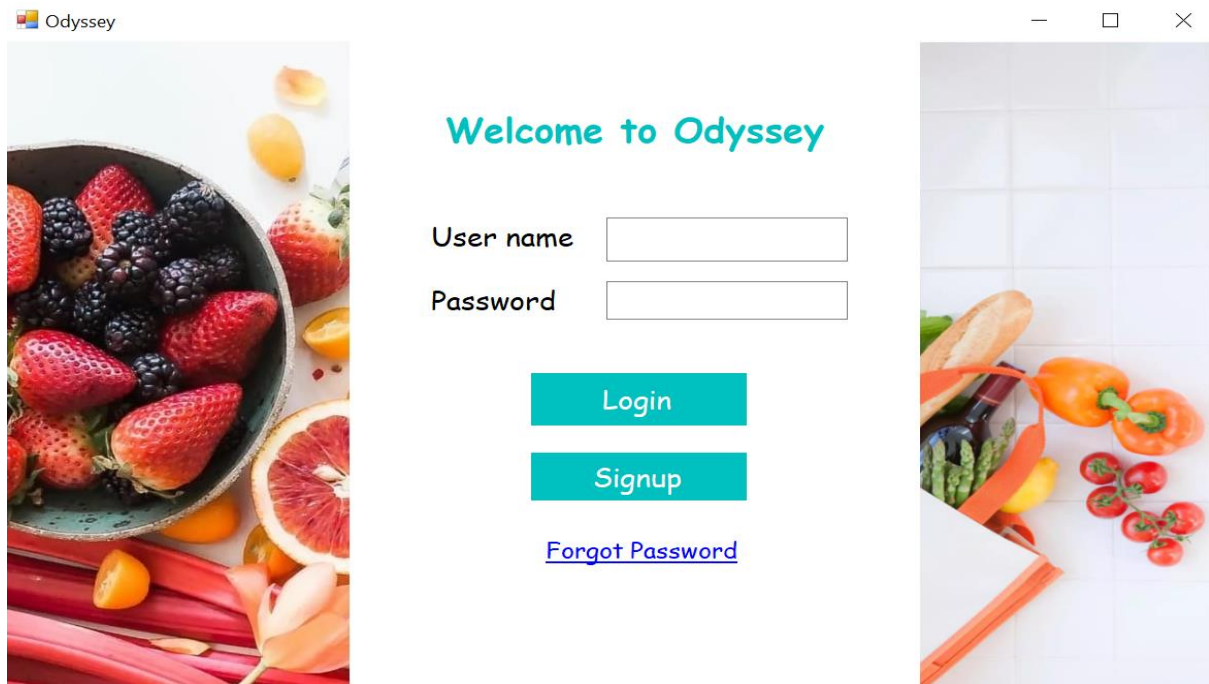 Odyssey
Welcome to Odyssey
User name
Password
Login
Signup
Forgot Password